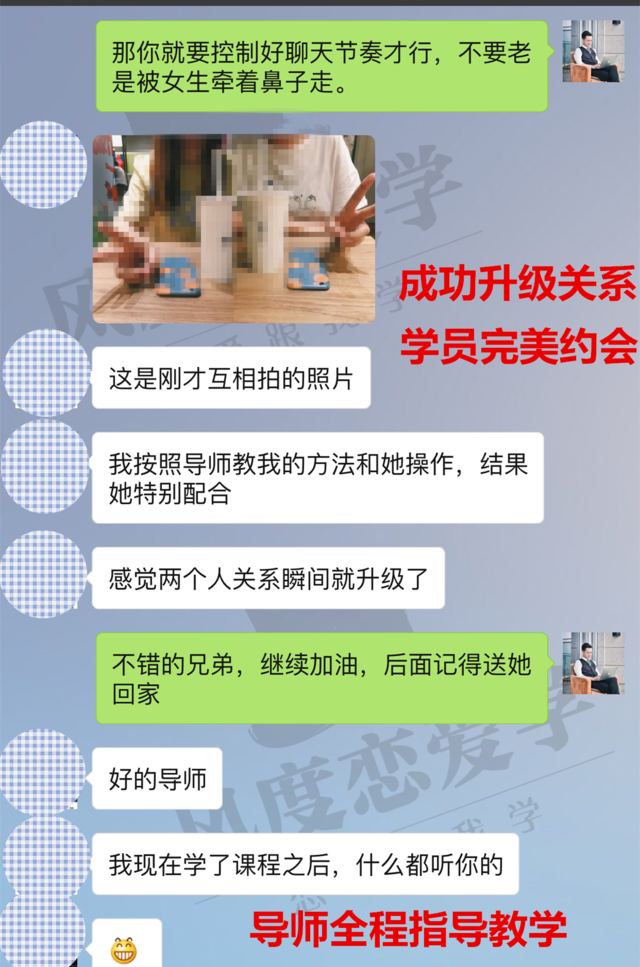 那你就要控制好聊天节奏才行，不要老
是被女生牵着鼻子走。
成功升级关系
学员完美约会
这是刚才互相拍的照片
我按照导师教我的方法和她操作，结果
她特别配合
感觉两个人关系瞬间就升级了
不错的兄弟，继续加油，后面记得送她
回家
风度恋爱学
好的导师
我现在学了课程之后，什么都听你的
导师全程指导教学